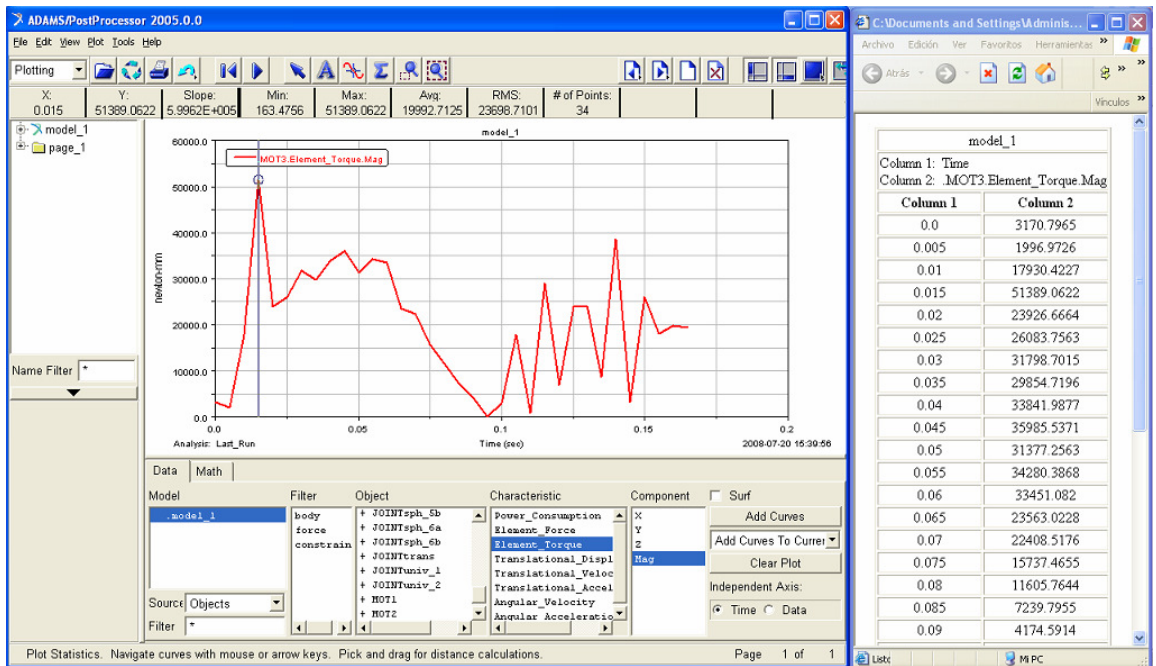 ADAMS/PostProcessor 2005.0.0
File Edit View Plot Tools Help
Plotting
X: Y: Slope: Min: Max: Avg: RMS: # of Points:
0.015 51389.0622 5.9962E+005 163.4756 51389.0622 19992.7125 23698.7101 34
model_1
page_1
Name Filter *
model_1
MOT3.Element_Torque.Mag
newton-mm
60000.0
50000.0
40000.0
30000.0
20000.0
10000.0
0.0
0.0 0.05 0.1 0.15 0.2
Analysis: Last_Run Time (sec) 2008-07-20 15:39:56
Data Math
Model Filter Object Characteristic Component Surf
.model_1
body
force
constrain
+ JOINTsph_5b
+ JOINTsph_6a
+ JOINTsph_6b
+ JOINTtrans
+ JOINTuniv_1
+ JOINTuniv_2
+ MOT1
+ MOT2
Power_Consumption
Element_Force
Element_Torque
Translational_Displ
Translational_Veloc
Translational_Accel
Angular_Velocity
Angular_Acceleratio
X
Y
Z
Mag
Add Curves
Add Curves To Currer
Clear Plot
Independent Axis:
Time Data
Source Objects
Filter *
Plot Statistics. Navigate curves with mouse or arrow keys. Pick and drag for distance calculations. Page 1 of 1
C:\Documents and Settings\Adminis...
Archivo Edición Ver Favoritos Herramientas »
Atrás »
Vínculos »
model_1
Column 1: Time
Column 2: .MOT3.Element_Torque.Mag
Column 1 Column 2
0.0 3170.7965
0.005 1996.9726
0.01 17930.4227
0.015 51389.0622
0.02 23926.6664
0.025 26083.7563
0.03 31798.7015
0.035 29854.7196
0.04 33841.9877
0.045 35985.5371
0.05 31377.2563
0.055 34280.3868
0.06 33451.082
0.065 23563.0228
0.07 22408.5176
0.075 15737.4655
0.08 11605.7644
0.085 7239.7955
0.09 4174.5914
Listo Mi PC